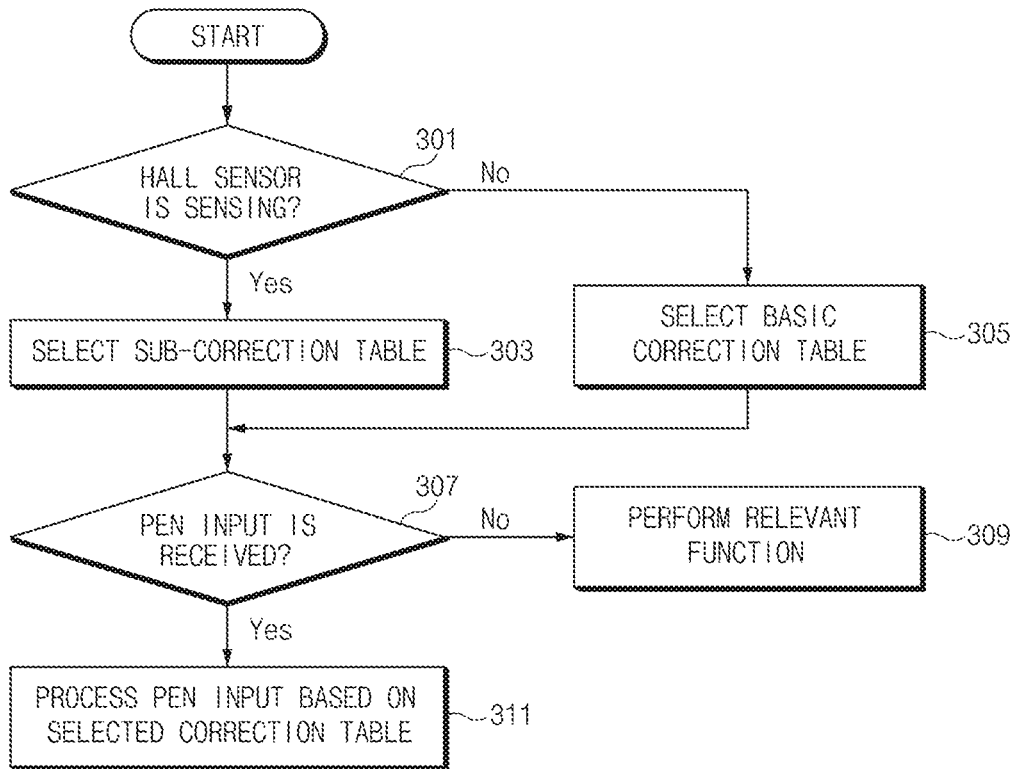 START
301
HALL SENSOR
IS SENSING?
No
Yes
SELECT SUB-CORRECTION TABLE
303
SELECT BASIC
CORRECTION TABLE
305
307
PEN INPUT IS
RECEIVED?
No
PERFORM RELEVANT
FUNCTION
309
Yes
PROCESS PEN INPUT BASED ON
SELECTED CORRECTION TABLE
311